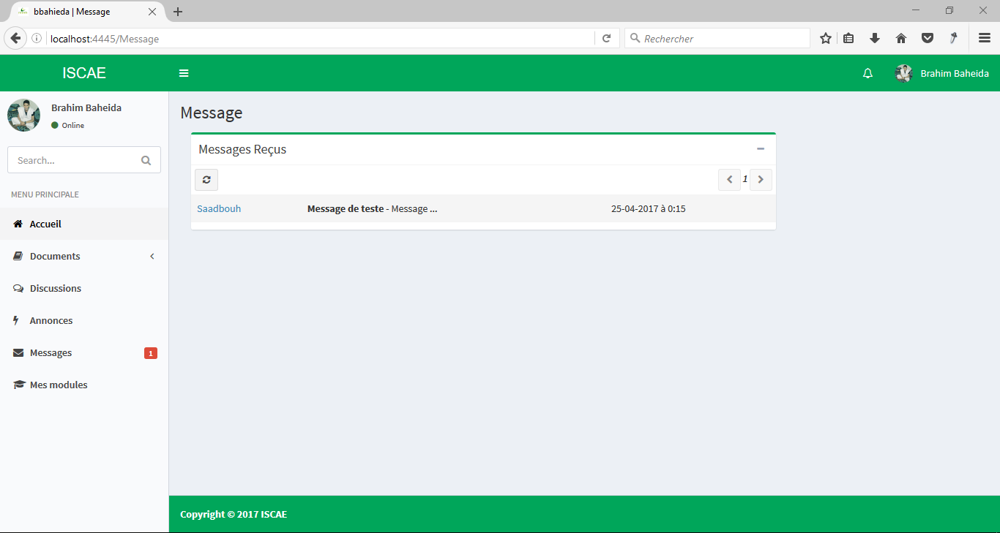 bbahieda | Message
localhost:4445/Message
Rechercher
ISCAE
Brahim Baheida
Brahim Baheida
Online
Search...
MENU PRINCIPALE
Accueil
Documents
Discussions
Annonces
Messages 1
Mes modules
Message
Messages Reçus
1
Saadbouh Message de teste - Message ... 25-04-2017 à 0:15
Copyright © 2017 ISCAE